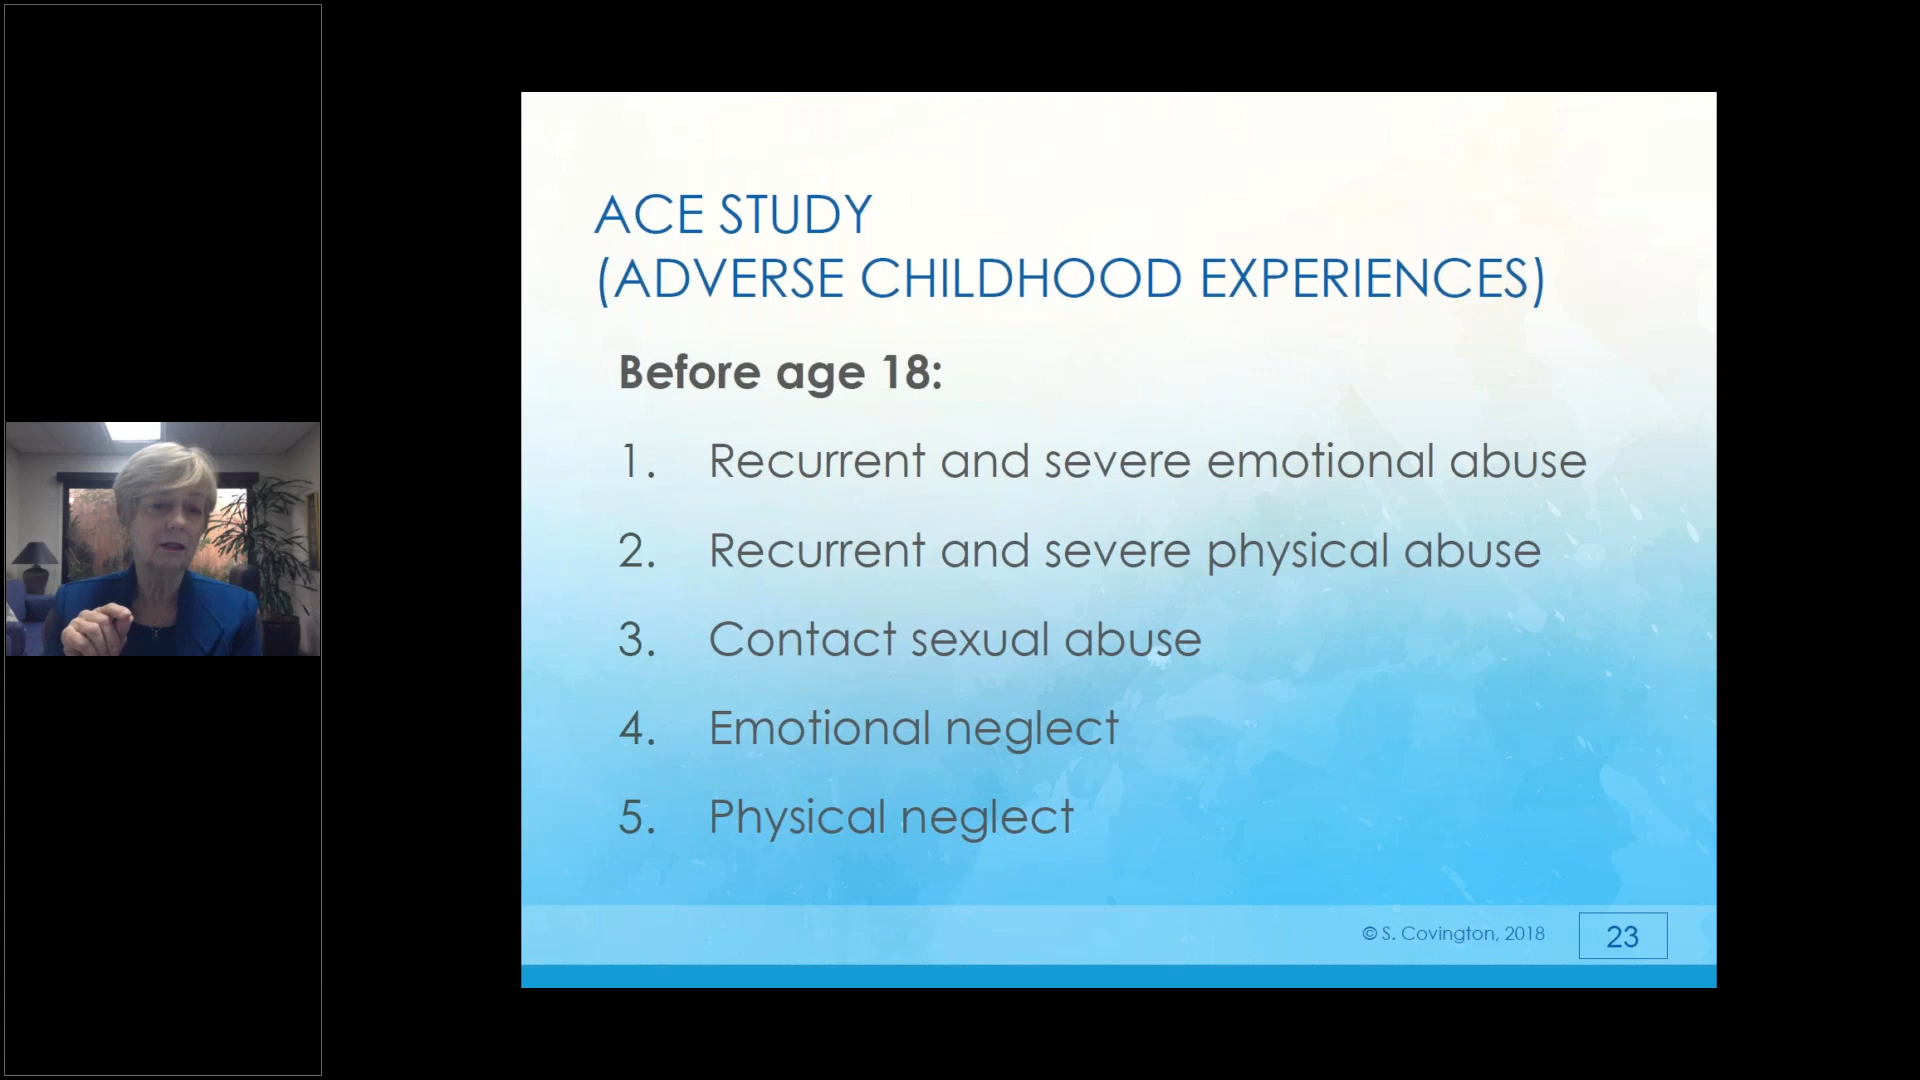 ACE STUDY
(ADVERSE CHILDHOOD EXPERIENCES)
Before age 18:
1. Recurrent and severe emotional abuse
2. Recurrent and severe physical abuse
3. Contact sexual abuse
4. Emotional neglect
5. Physical neglect
© S. Covington, 2018
23